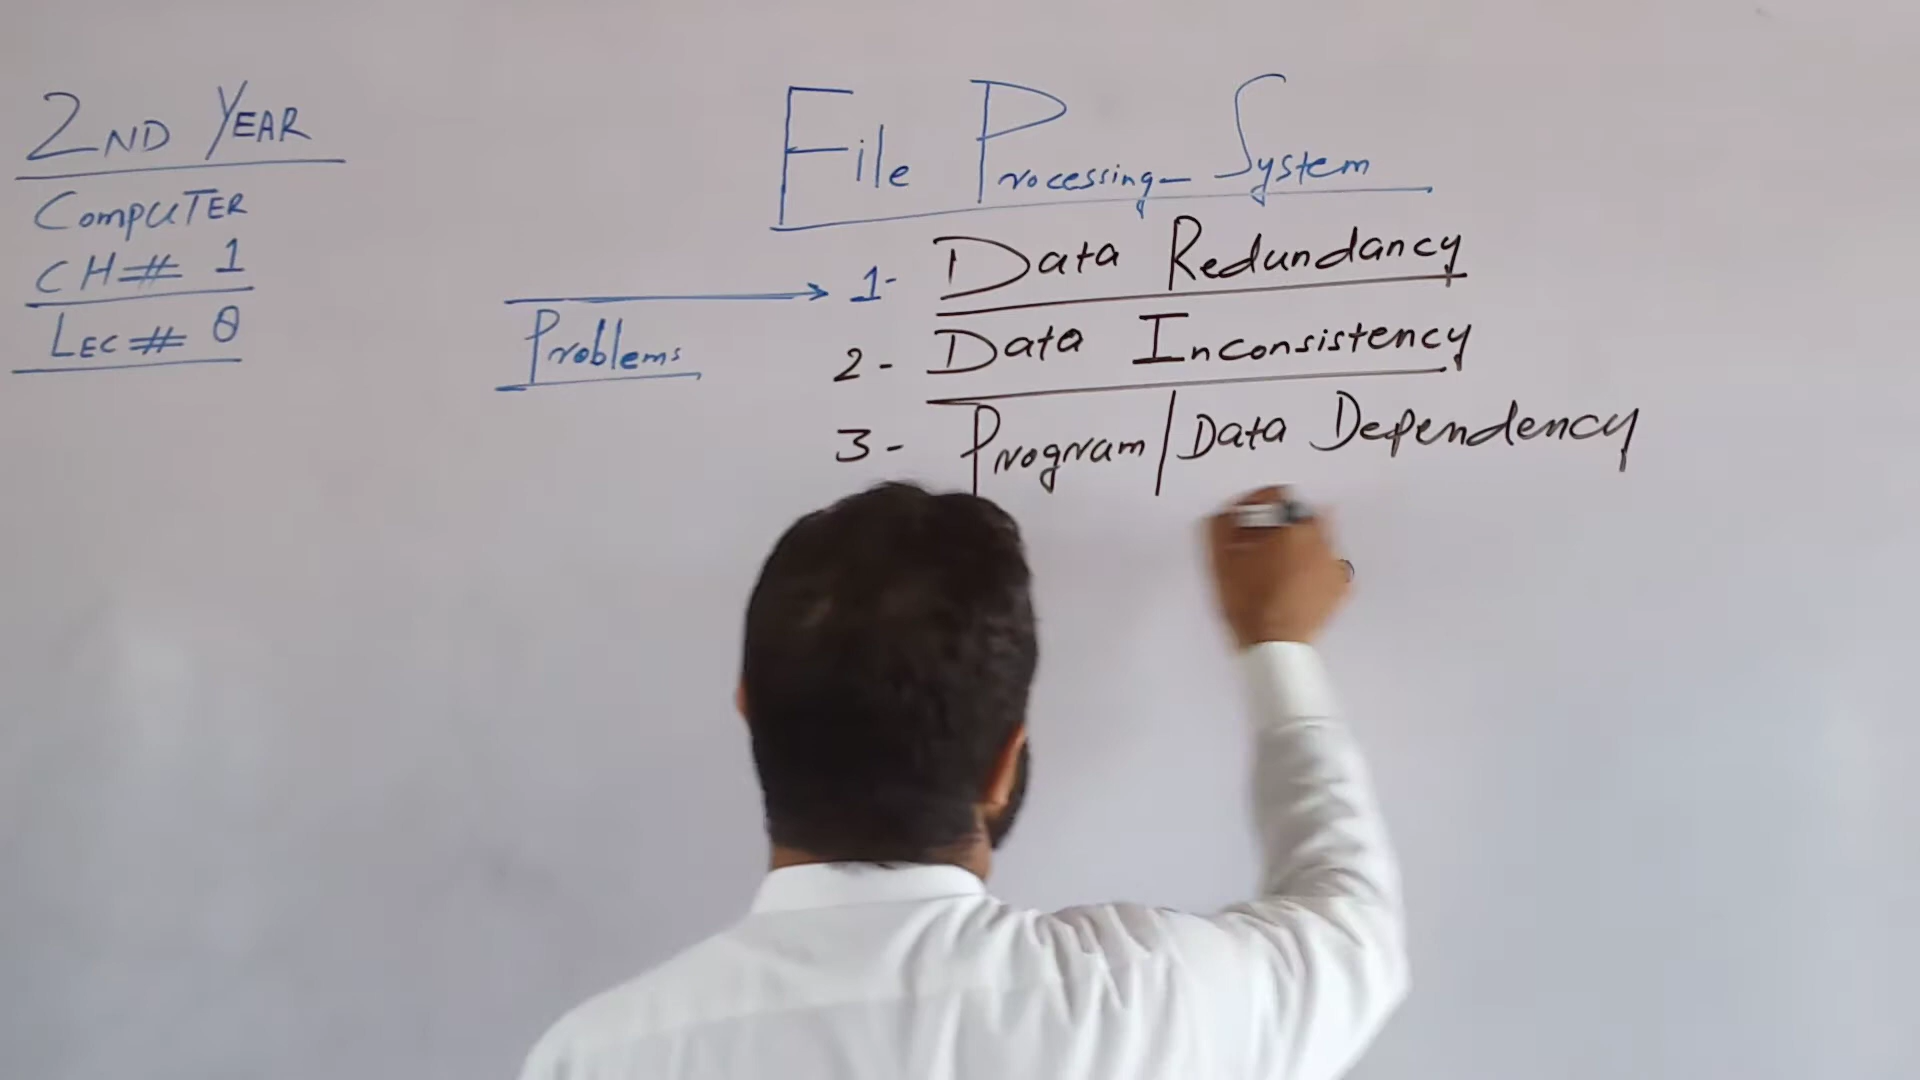 2ND YEAR
COMPUTER
CH# 1
LEC# 8
File Processing System
Problems
1- Data Redundancy
2- Data Inconsistency
3- Program/Data Dependency